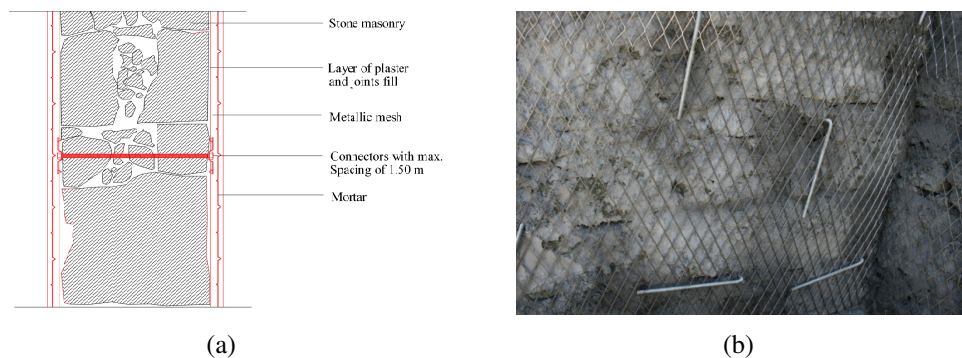 Stone masonry
Layer of plaster
and joints fill
Metallic mesh
Connectors with max.
Spacing of 1.50 m
Mortar
(a)
(b)